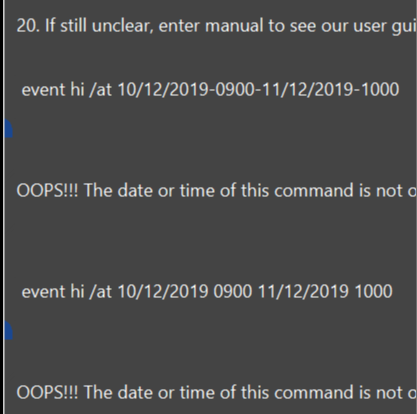 20. If still unclear, enter manual to see our user gui
event hi /at 10/12/2019-0900-11/12/2019-1000
OOPS!!! The date or time of this command is not o
event hi /at 10/12/2019 0900 11/12/2019 1000
OOPS!!! The date or time of this command is not o